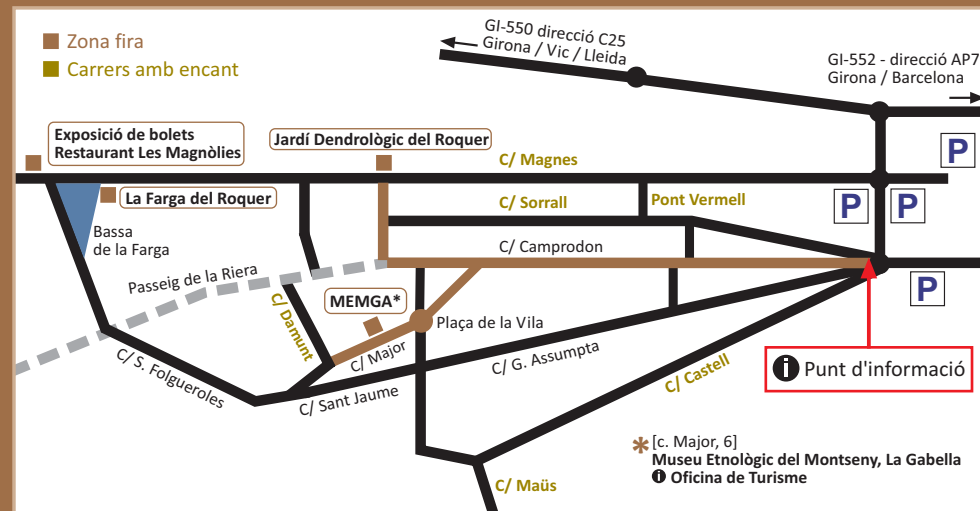 Zona fira
Carrers amb encant
GI-550 direcció C25
Girona / Vic / Lleida
GI-552 - direcció AP7
Girona / Barcelona
Exposició de bolets
Restaurant Les Magnòlies
Jardí Dendrològic del Roquer
C/ Magnes
P
La Farga del Roquer
C/ Sorrall
Pont Vermell
P
P
Bassa
de la Farga
C/ Camprodon
Passeig de la Riera
P
MEMGA*
C/ Damunt
Plaça de la Vila
C/ Major
C/ S. Folgueroles
C/ G. Assumpta
C/ Castell
i Punt d'informació
C/ Sant Jaume
* [c. Major, 6]
Museu Etnològic del Montseny, La Gabella
i Oficina de Turisme
C/ Maüs